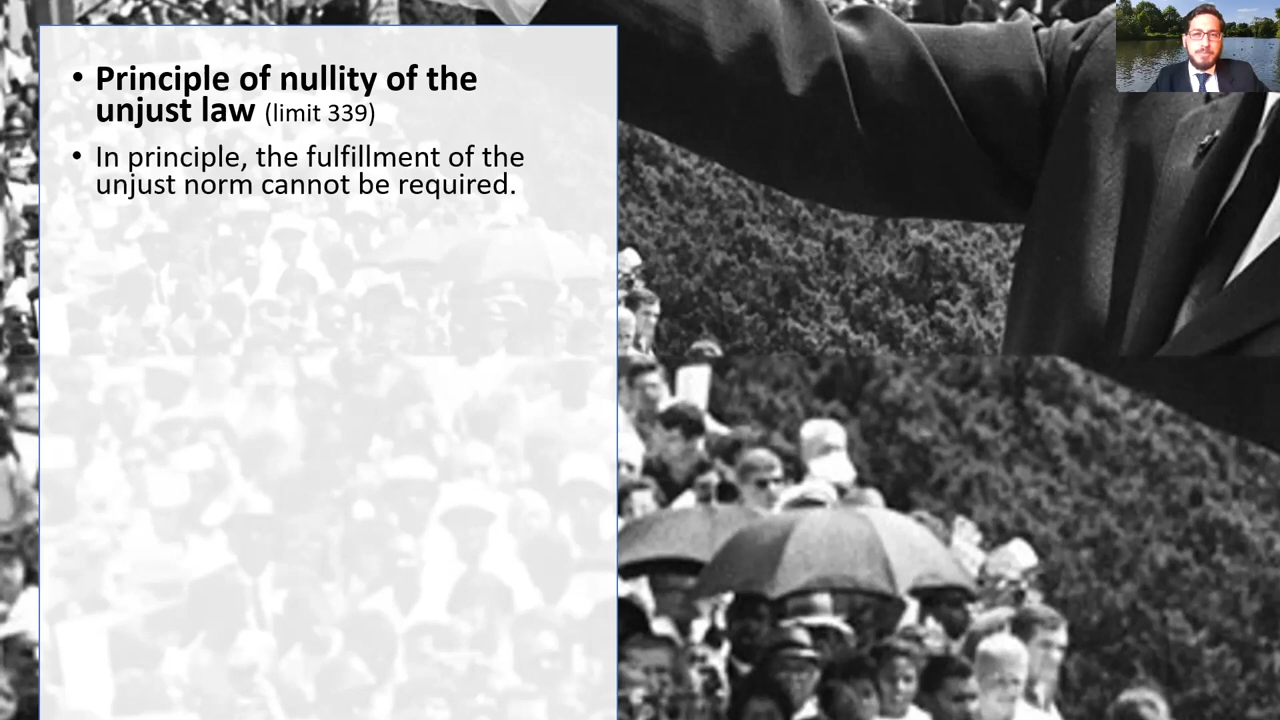 • Principle of nullity of the
unjust law (limit 339)
• In principle, the fulfillment of the
unjust norm cannot be required.